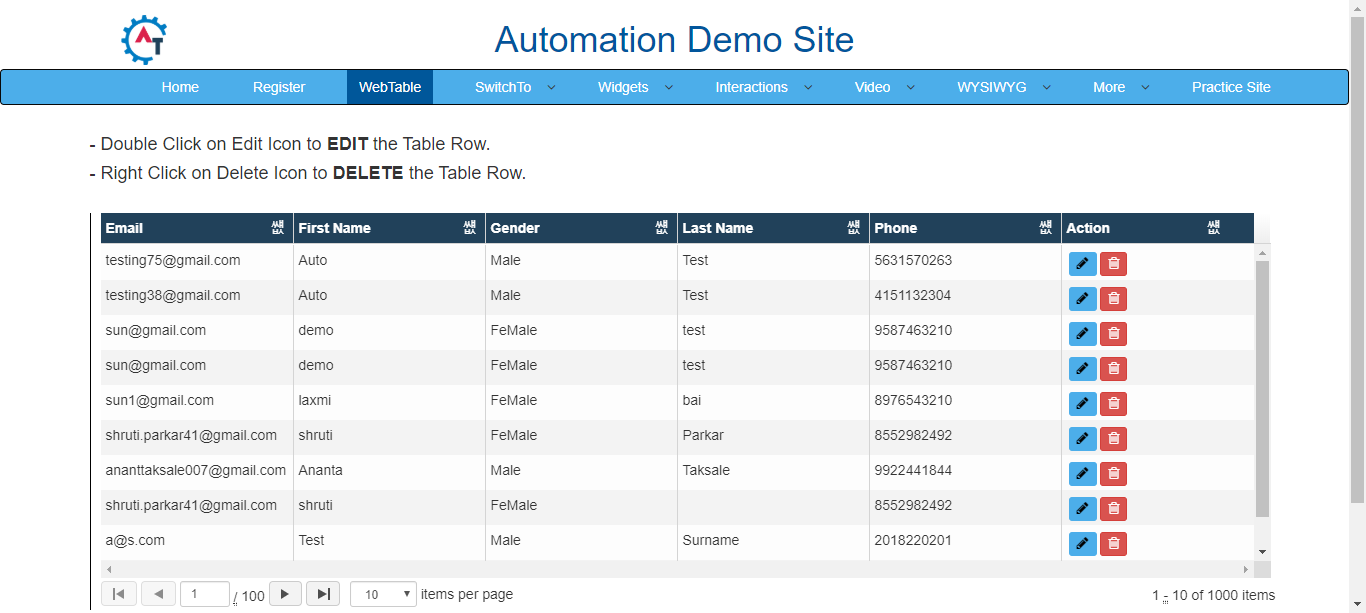 AT
Automation Demo Site
Home Register WebTable SwitchTo Widgets Interactions Video WYSIWYG More Practice Site
- Double Click on Edit Icon to EDIT the Table Row.
- Right Click on Delete Icon to DELETE the Table Row.
Email First Name Gender Last Name Phone Action
testing75@gmail.com Auto Male Test 5631570263
testing38@gmail.com Auto Male Test 4151132304
sun@gmail.com demo FeMale test 9587463210
sun@gmail.com demo FeMale test 9587463210
sun1@gmail.com laxmi FeMale bai 8976543210
shruti.parkar41@gmail.com shruti FeMale Parkar 8552982492
ananttaksale007@gmail.com Ananta Male Taksale 9922441844
shruti.parkar41@gmail.com shruti FeMale 8552982492
a@s.com Test Male Surname 2018220201
1 / 100 10 items per page 1 - 10 of 1000 items